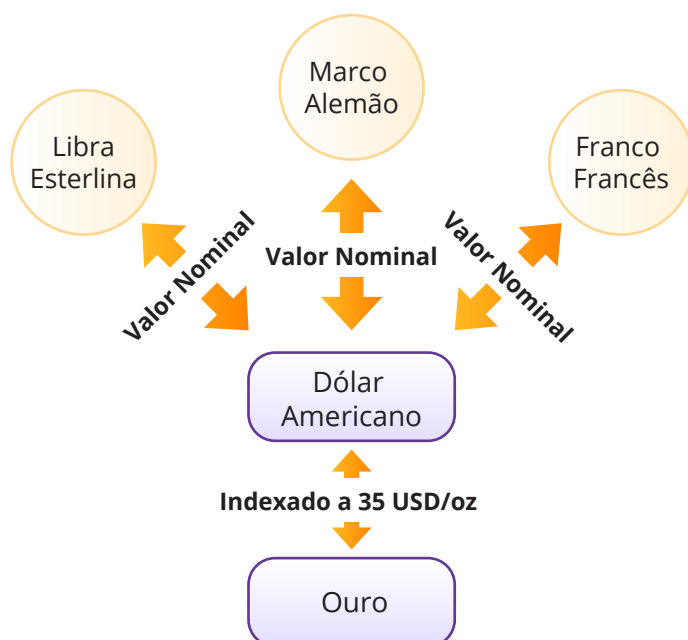 Marco
Alemão
Libra
Esterlina
Franco
Francês
Valor Nominal
Valor Nominal
Valor Nominal
Dólar
Americano
Indexado a 35 USD/oz
Ouro